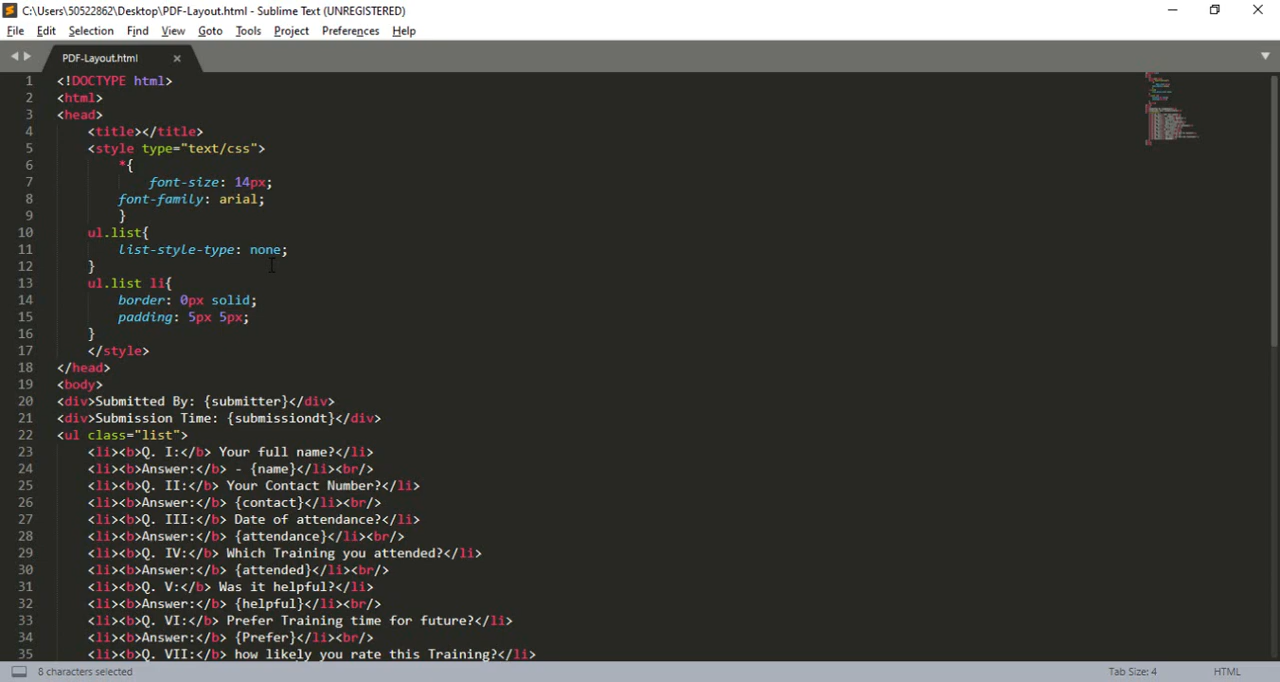 C:\Users\50522862\Desktop\PDF-Layout.html - Sublime Text (UNREGISTERED)
File Edit Selection Find View Goto Tools Project Preferences Help
PDF-Layout.html
1 <!DOCTYPE html>
2 <html>
3 <head>
4 <title></title>
5 <style type="text/css">
6 *{
7 font-size: 14px;
8 font-family: arial;
9 }
10 ul.list{
11 list-style-type: none;
12 }
13 ul.list li{
14 border: 0px solid;
15 padding: 5px 5px;
16 }
17 </style>
18 </head>
19 <body>
20 <div>Submitted By: {submitter}</div>
21 <div>Submission Time: {submissiondt}</div>
22 <ul class="list">
23 <li><b>Q. I:</b> Your full name?</li>
24 <li><b>Answer:</b> - {name}</li><br/>
25 <li><b>Q. II:</b> Your Contact Number?</li>
26 <li><b>Answer:</b> {contact}</li><br/>
27 <li><b>Q. III:</b> Date of attendance?</li>
28 <li><b>Answer:</b> {attendance}</li><br/>
29 <li><b>Q. IV:</b> Which Training you attended?</li>
30 <li><b>Answer:</b> {attended}</li><br/>
31 <li><b>Q. V:</b> Was it helpful?</li>
32 <li><b>Answer:</b> {helpful}</li><br/>
33 <li><b>Q. VI:</b> Prefer Training time for future?</li>
34 <li><b>Answer:</b> {Prefer}</li><br/>
35 <li><b>Q. VII:</b> how likely you rate this Training?</li>
8 characters selected Tab Size: 4 HTML